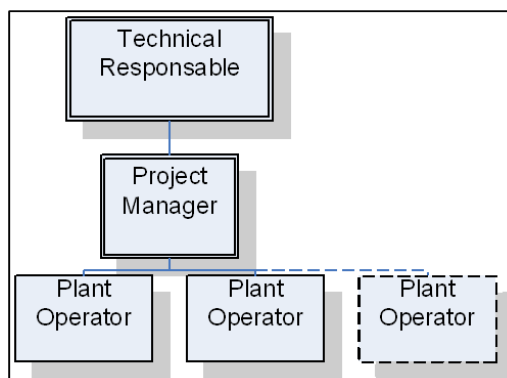 Technical
Responsable
Project
Manager
Plant
Operator
Plant
Operator
Plant
Operator